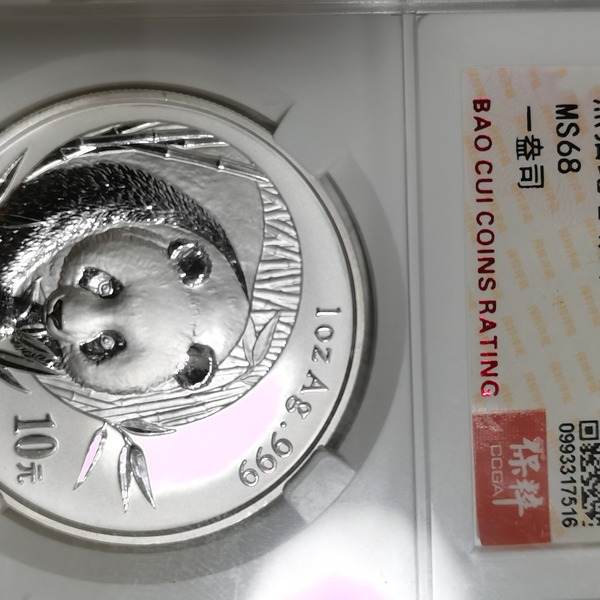 1oz Ag.999
10元
MS68
一盎司
BAO CUI COINS RATING
保粹
CCGA
0993317516